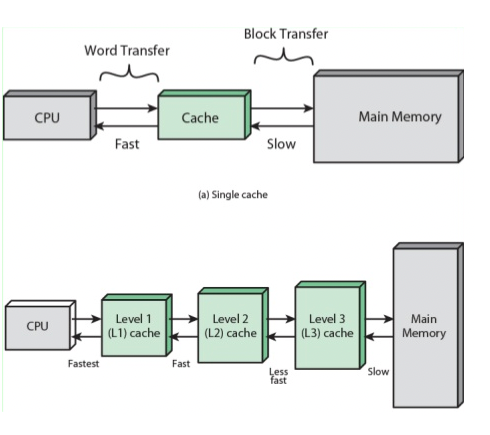 Block Transfer
Word Transfer
CPU
Cache
Main Memory
Fast
Slow
(a) Single cache
CPU
Level 1
(L1) cache
Level 2
(L2) cache
Level 3
(L3) cache
Main
Memory
Fastest
Fast
Less
fast
Slow